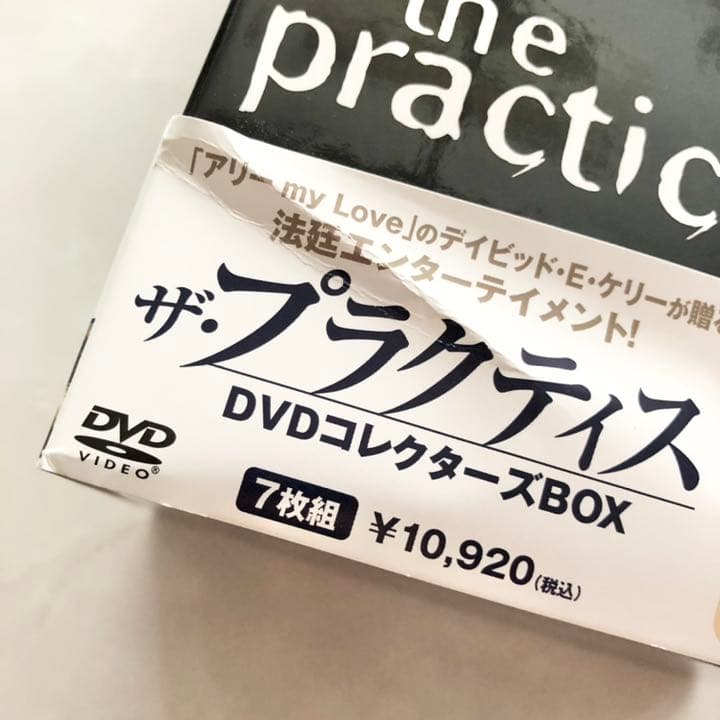 the
practic
「アリー my Love」のデイビッド・E・ケリーが贈る
法廷エンターテイメント!
ザ・プラクティス
DVDコレクターズBOX
DVD
VIDEO®
7枚組 ¥10,920(税込)